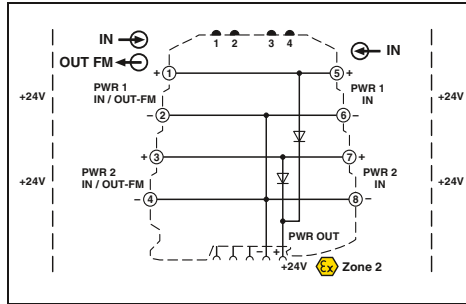 IN
OUT FM
1 2 3 4
IN
+ 1
5 +
PWR 1
IN / OUT-FM
PWR 1
IN
+24V
+24V
− 2
6 −
+ 3
7 +
PWR 2
IN / OUT-FM
PWR 2
IN
+24V
+24V
− 4
8 −
PWR OUT
− +
+24V
Ex
Zone 2